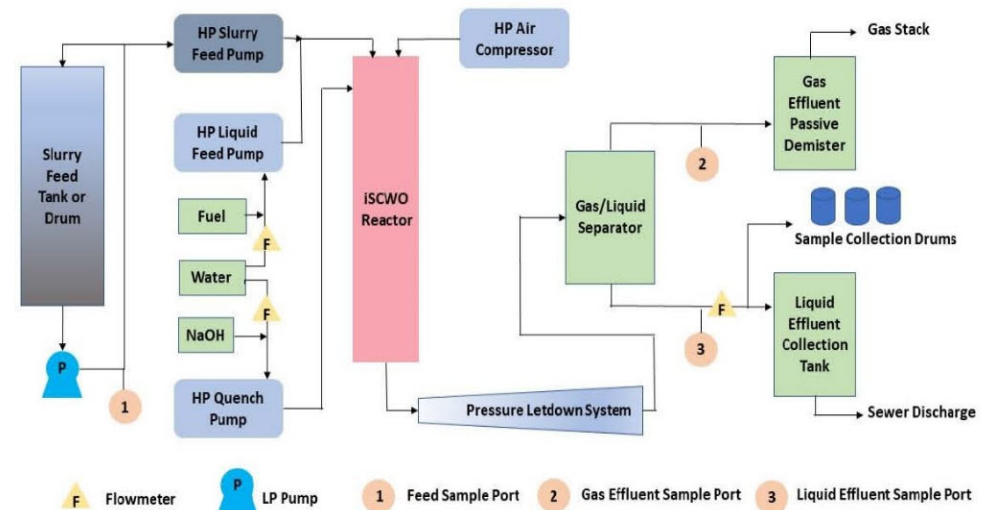 HP Slurry
Feed Pump
HP Air
Compressor
Gas Stack
Gas
Effluent
Passive
Demister
Slurry
Feed
Tank or
Drum
HP Liquid
Feed Pump
iSCWO
Reactor
Gas/Liquid
Separator
2
Fuel
F
Water
F
NaOH
Sample Collection Drums
F
3
Liquid
Effluent
Collection
Tank
P
1
HP Quench
Pump
Pressure Letdown System
Sewer Discharge
F Flowmeter
P LP Pump
1 Feed Sample Port
2 Gas Effluent Sample Port
3 Liquid Effluent Sample Port